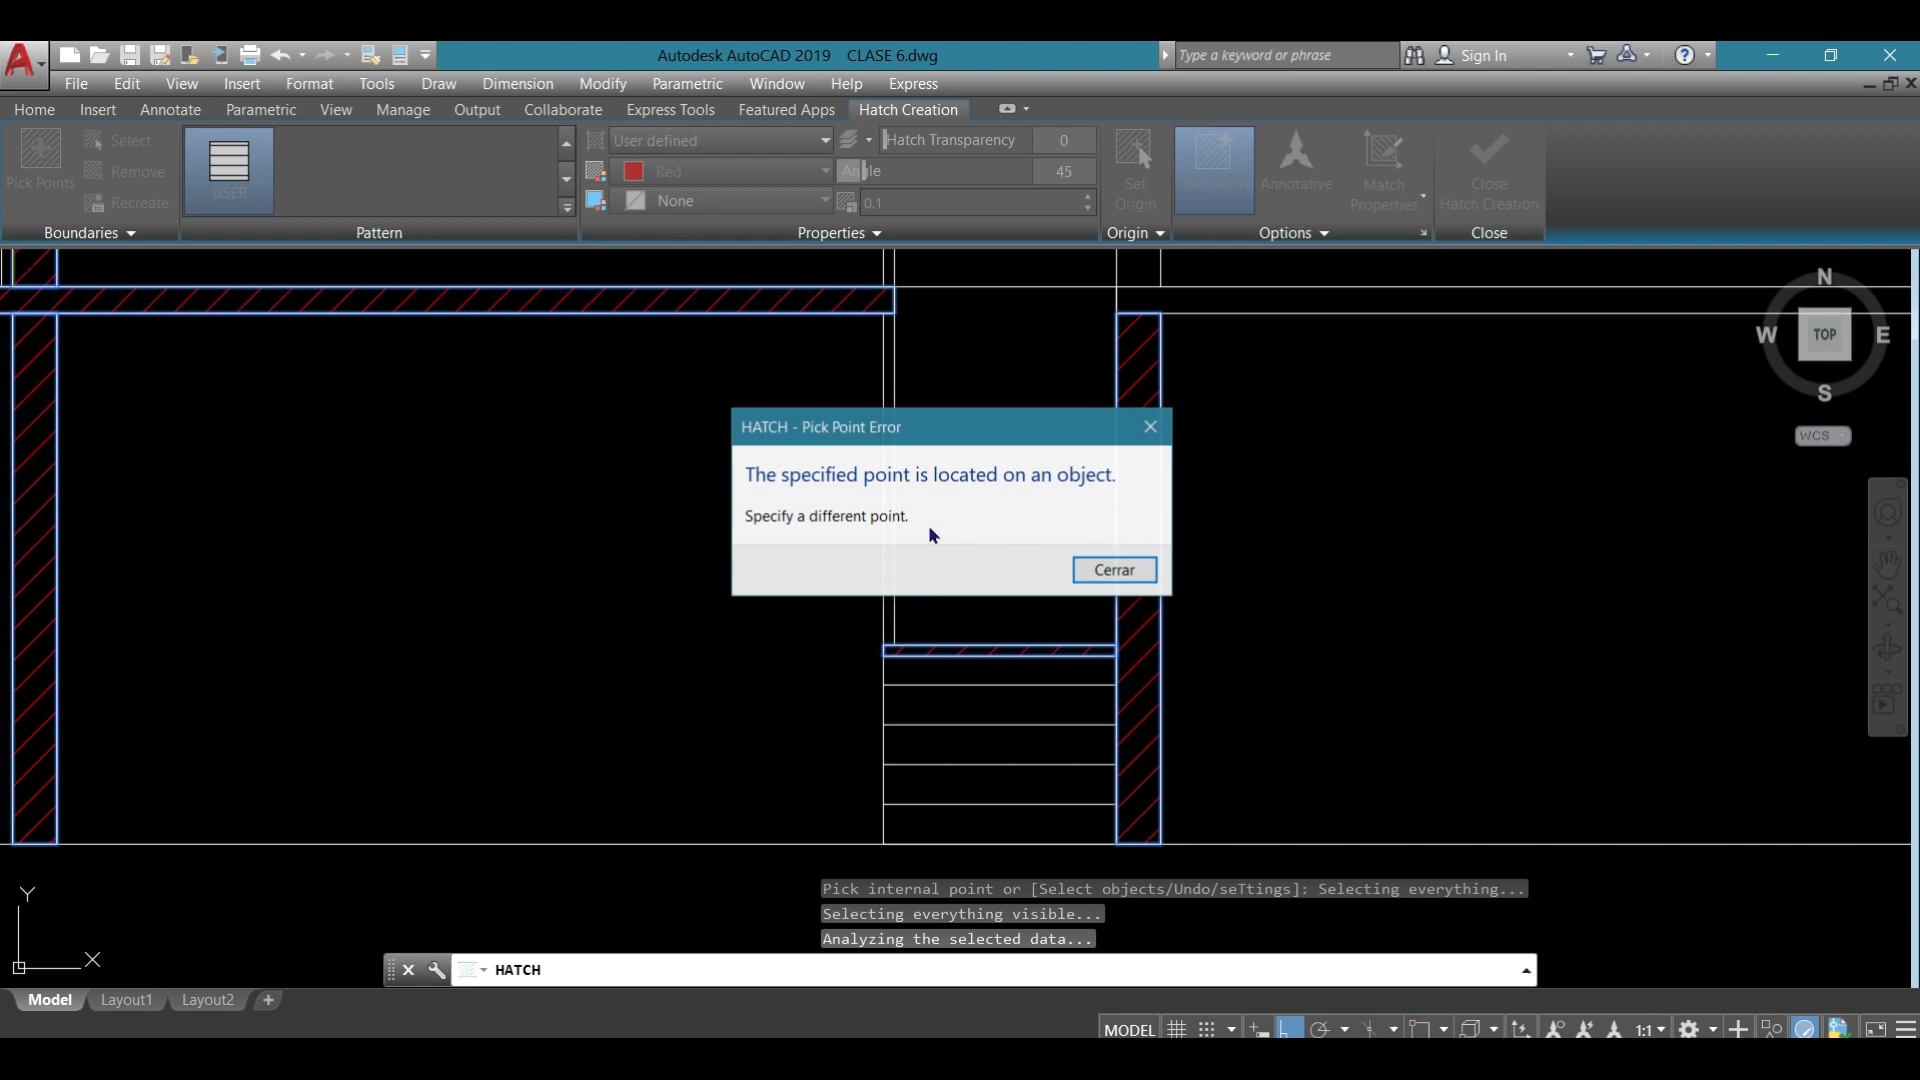 Autodesk AutoCAD 2019 CLASE 6.dwg
Type a keyword or phrase
Sign In
File Edit View Insert Format Tools Draw Dimension Modify Parametric Window Help Express
Home Insert Annotate Parametric View Manage Output Collaborate Express Tools Featured Apps Hatch Creation
Pick Points
Select
Remove
Recreate
Boundaries
USER
Pattern
User defined
Red
None
Hatch Transparency 0
Angle 45
0.1
Properties
Set
Origin
Origin
Associative
Annotative
Match
Properties
Options
Close
Hatch Creation
Close
N
W TOP E
S
WCS
HATCH - Pick Point Error
The specified point is located on an object.
Specify a different point.
Cerrar
Pick internal point or [Select objects/Undo/seTtings]: Selecting everything...
Selecting everything visible...
Analyzing the selected data...
HATCH
Y
X
Model Layout1 Layout2
MODEL
1:1